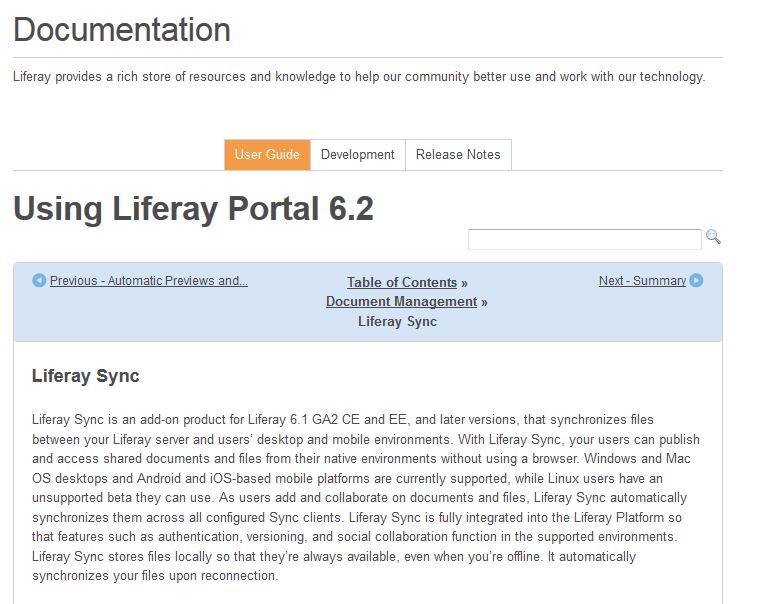 Documentation
Liferay provides a rich store of resources and knowledge to help our community better use and work with our technology.
User Guide Development Release Notes
Using Liferay Portal 6.2
Previous - Automatic Previews and... Table of Contents » Next - Summary
Document Management »
Liferay Sync
Liferay Sync
Liferay Sync is an add-on product for Liferay 6.1 GA2 CE and EE, and later versions, that synchronizes files
between your Liferay server and users’ desktop and mobile environments. With Liferay Sync, your users can publish
and access shared documents and files from their native environments without using a browser. Windows and Mac
OS desktops and Android and iOS-based mobile platforms are currently supported, while Linux users have an
unsupported beta they can use. As users add and collaborate on documents and files, Liferay Sync automatically
synchronizes them across all configured Sync clients. Liferay Sync is fully integrated into the Liferay Platform so
that features such as authentication, versioning, and social collaboration function in the supported environments.
Liferay Sync stores files locally so that they’re always available, even when you’re offline. It automatically
synchronizes your files upon reconnection.